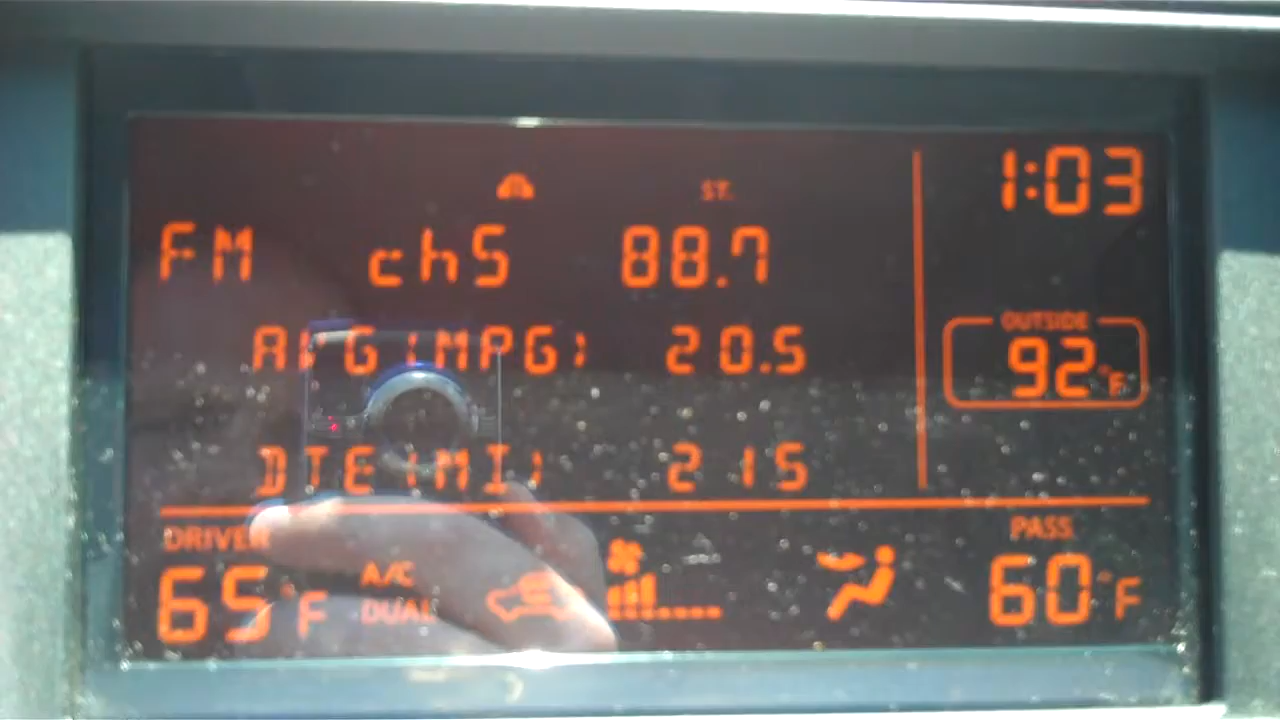 1:03
ST.
FM ch5 88.7
OUTSIDE
AVG(MPG) 20.5
92°F
DTE(MI) 215
DRIVER
PASS.
65°F
A/C
DUAL
60°F